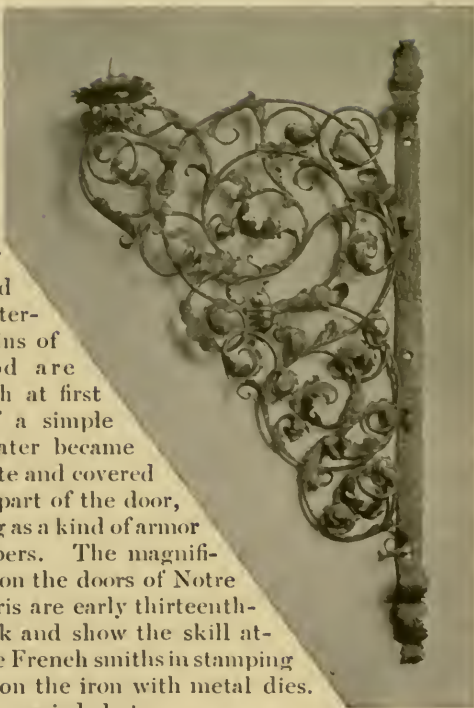 ins of
od are
h at first
f a simple
ater became
te and covered
part of the door,
g as a kind of armor
bers. The magnifi-
on the doors of Notre
ris are early thirteenth-
k and show the skill at-
e French smiths in stamping
on the iron with metal dies.